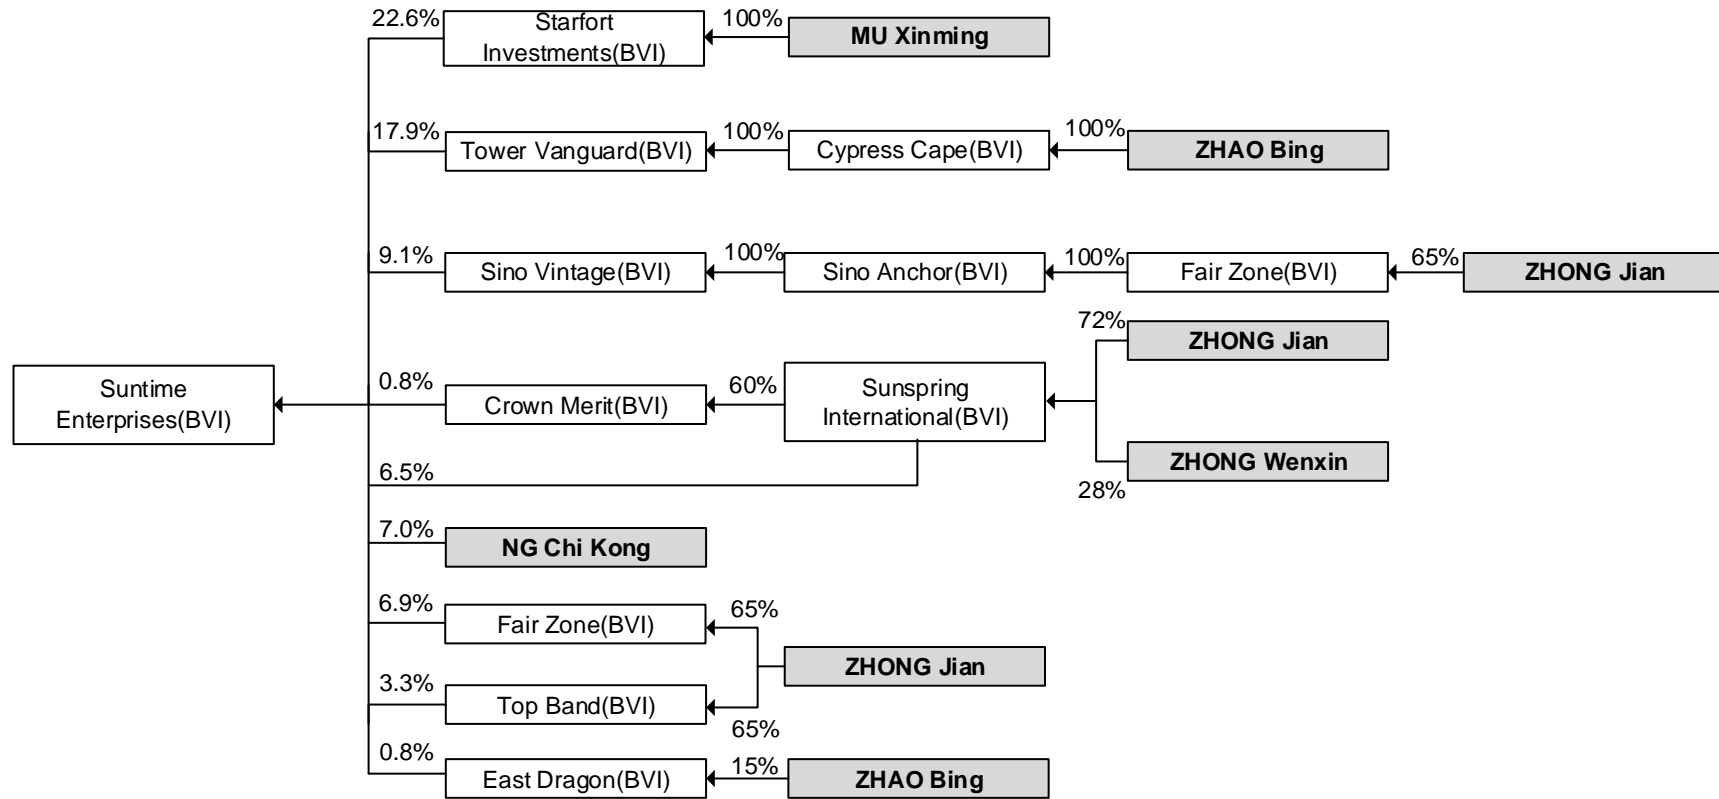 22.6%
Starfort
Investments(BVI)
100%
MU Xinming
17.9%
Tower Vanguard(BVI)
100%
Cypress Cape(BVI)
100%
ZHAO Bing
9.1%
Sino Vintage(BVI)
100%
Sino Anchor(BVI)
100%
Fair Zone(BVI)
65%
ZHONG Jian
72%
ZHONG Jian
Suntime
Enterprises(BVI)
0.8%
Crown Merit(BVI)
60%
Sunspring
International(BVI)
ZHONG Wenxin
28%
6.5%
7.0%
NG Chi Kong
6.9%
Fair Zone(BVI)
65%
ZHONG Jian
3.3%
Top Band(BVI)
65%
0.8%
East Dragon(BVI)
15%
ZHAO Bing